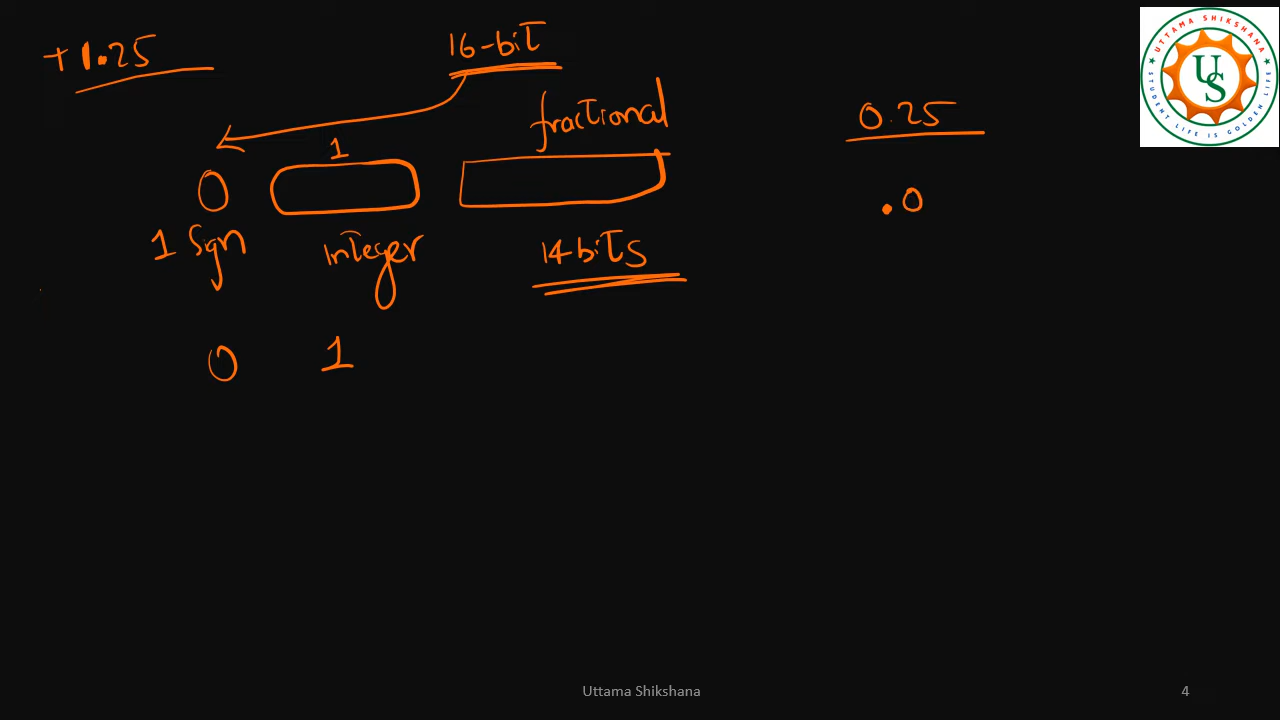 +1.25
16-bit
fractional
0.25
1
0
.0
1 Sign
Integer
14-bits
0 1
UTTAMA SHIKSHANA
US
STUDENT LIFE IS GOLDEN LIFE
Uttama Shikshana
4